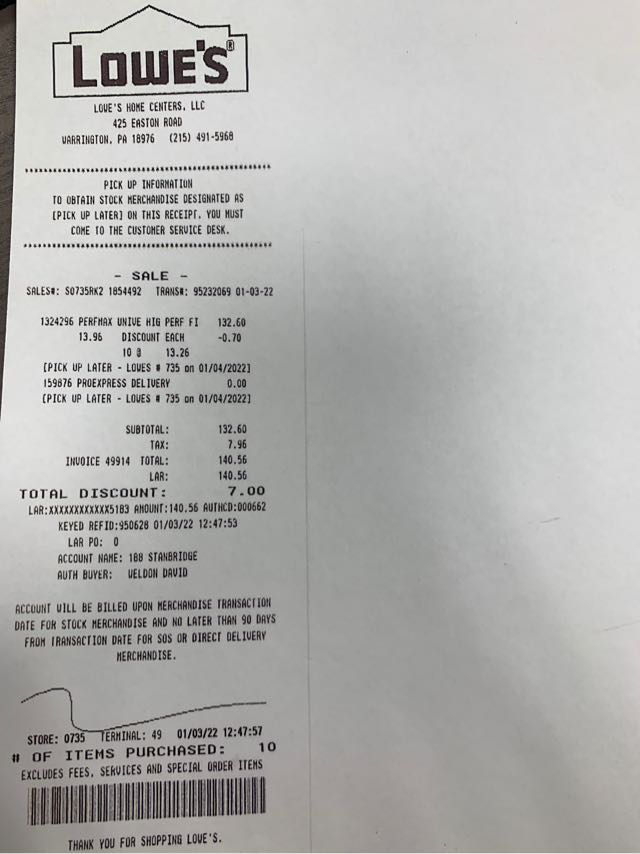 LOWE'S®
LOWE'S HOME CENTERS, LLC
425 EASTON ROAD
WARRINGTON, PA 18976 (215) 491-5968
PICK UP INFORMATION
TO OBTAIN STOCK MERCHANDISE DESIGNATED AS
[PICK UP LATER] ON THIS RECEIPT, YOU MUST
COME TO THE CUSTOMER SERVICE DESK.
- SALE -
SALES#: S0735RK2 1854492 TRANS#: 95232069 01-03-22
1324296 PERFMAX UNIVE HIG PERF FI 132.60
13.96 DISCOUNT EACH -0.70
10 @ 13.26
[PICK UP LATER - LOWES # 735 on 01/04/2022]
159876 PROEXPRESS DELIVERY 0.00
[PICK UP LATER - LOWES # 735 on 01/04/2022]
SUBTOTAL: 132.60
TAX: 7.96
INVOICE 49914 TOTAL: 140.56
LAR: 140.56
TOTAL DISCOUNT: 7.00
LAR:XXXXXXXXXXXX5183 AMOUNT:140.56 AUTHCD:000662
KEYED REFID:950628 01/03/22 12:47:53
LAR PO: 0
ACCOUNT NAME: 188 STANBRIDGE
AUTH BUYER: WELDON DAVID
ACCOUNT WILL BE BILLED UPON MERCHANDISE TRANSACTION
DATE FOR STOCK MERCHANDISE AND NO LATER THAN 90 DAYS
FROM TRANSACTION DATE FOR SOS OR DIRECT DELIVERY
MERCHANDISE.
STORE: 0735 TERMINAL: 49 01/03/22 12:47:57
# OF ITEMS PURCHASED: 10
EXCLUDES FEES, SERVICES AND SPECIAL ORDER ITEMS
THANK YOU FOR SHOPPING LOWE'S.